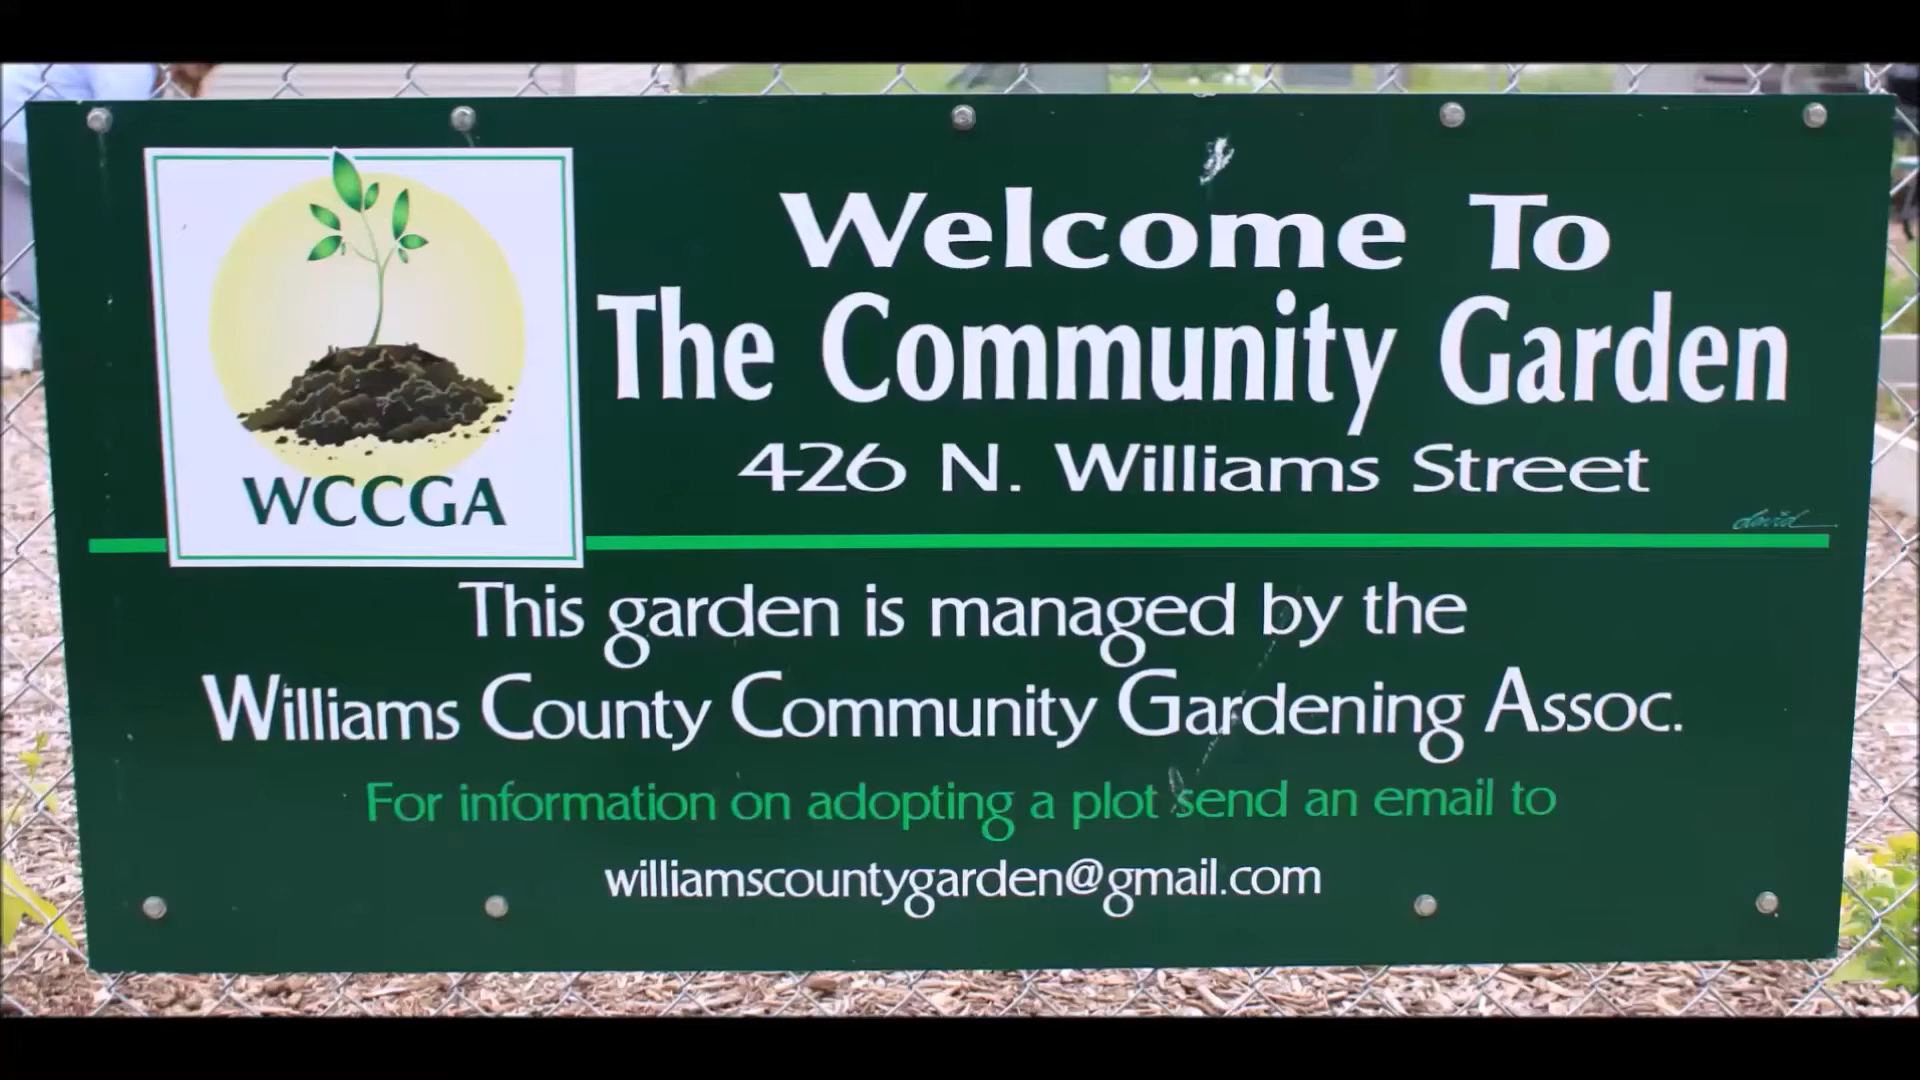 Welcome To
The Community Garden
426 N. Williams Street
david
WCCGA
This garden is managed by the
Williams County Community Gardening Assoc.
For information on adopting a plot send an email to
williamscountygarden@gmail.com